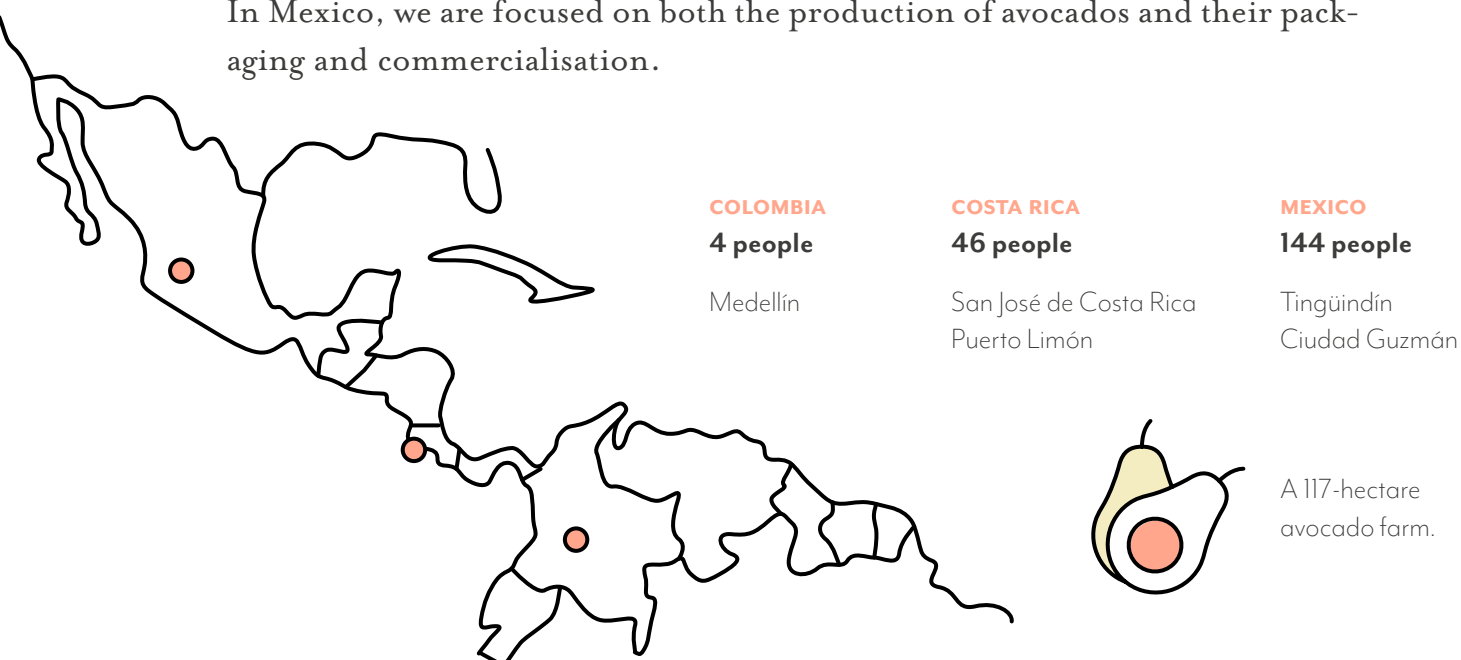 In Mexico, we are focused on both the production of avocados and their pack-
aging and commercialisation.
COLOMBIA
4 people
Medellín
COSTA RICA
46 people
San José de Costa Rica
Puerto Limón
MEXICO
144 people
Tingüindín
Ciudad Guzmán
A 117-hectare
avocado farm.